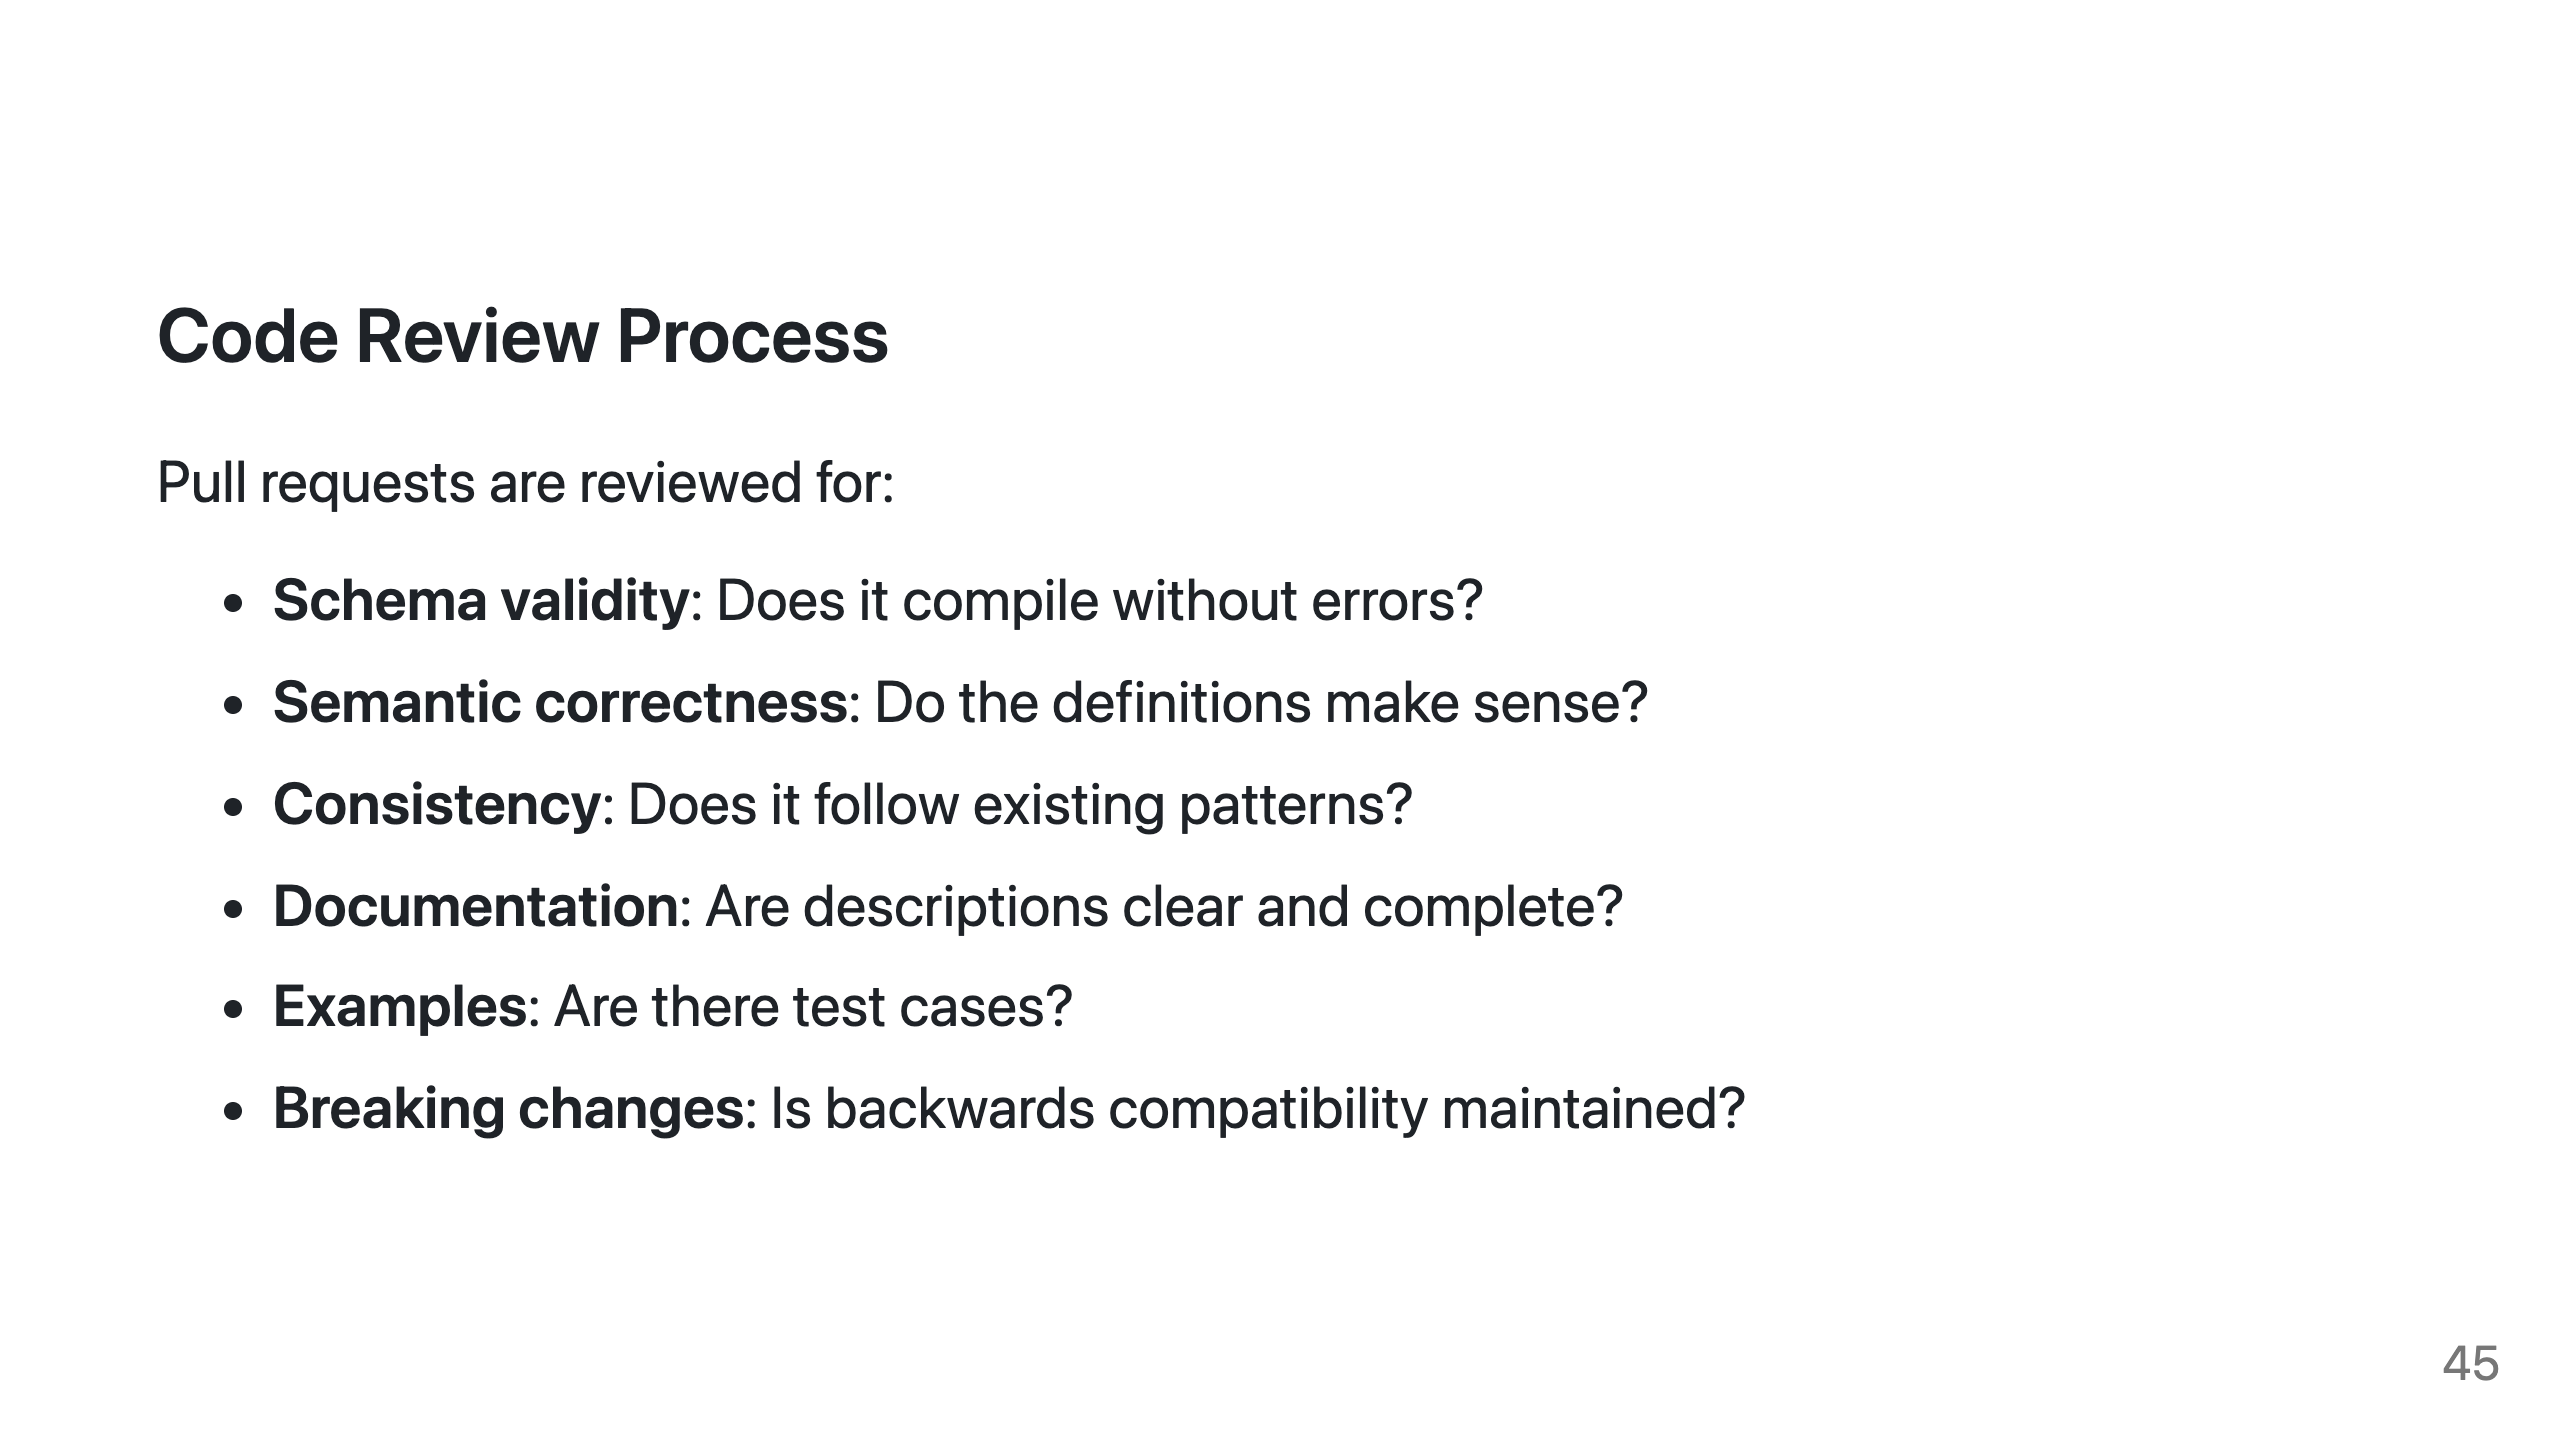 Code Review Process
Pull requests are reviewed for:
• Schema validity: Does it compile without errors?
• Semantic correctness: Do the definitions make sense?
• Consistency: Does it follow existing patterns?
• Documentation: Are descriptions clear and complete?
• Examples: Are there test cases?
• Breaking changes: Is backwards compatibility maintained?
45